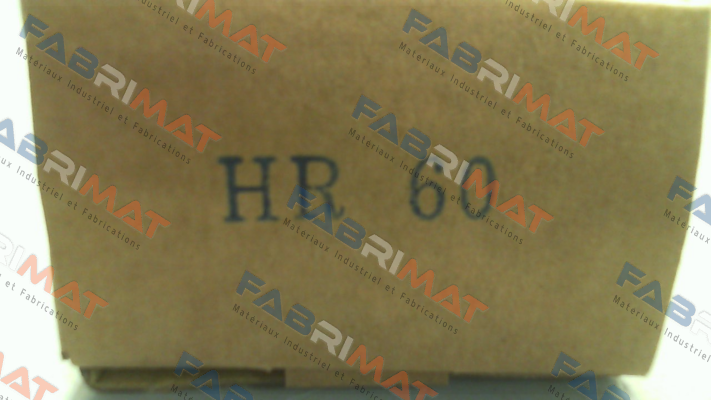 HR 60
FABRIMAT
Materiaux Industriel et Fabrications